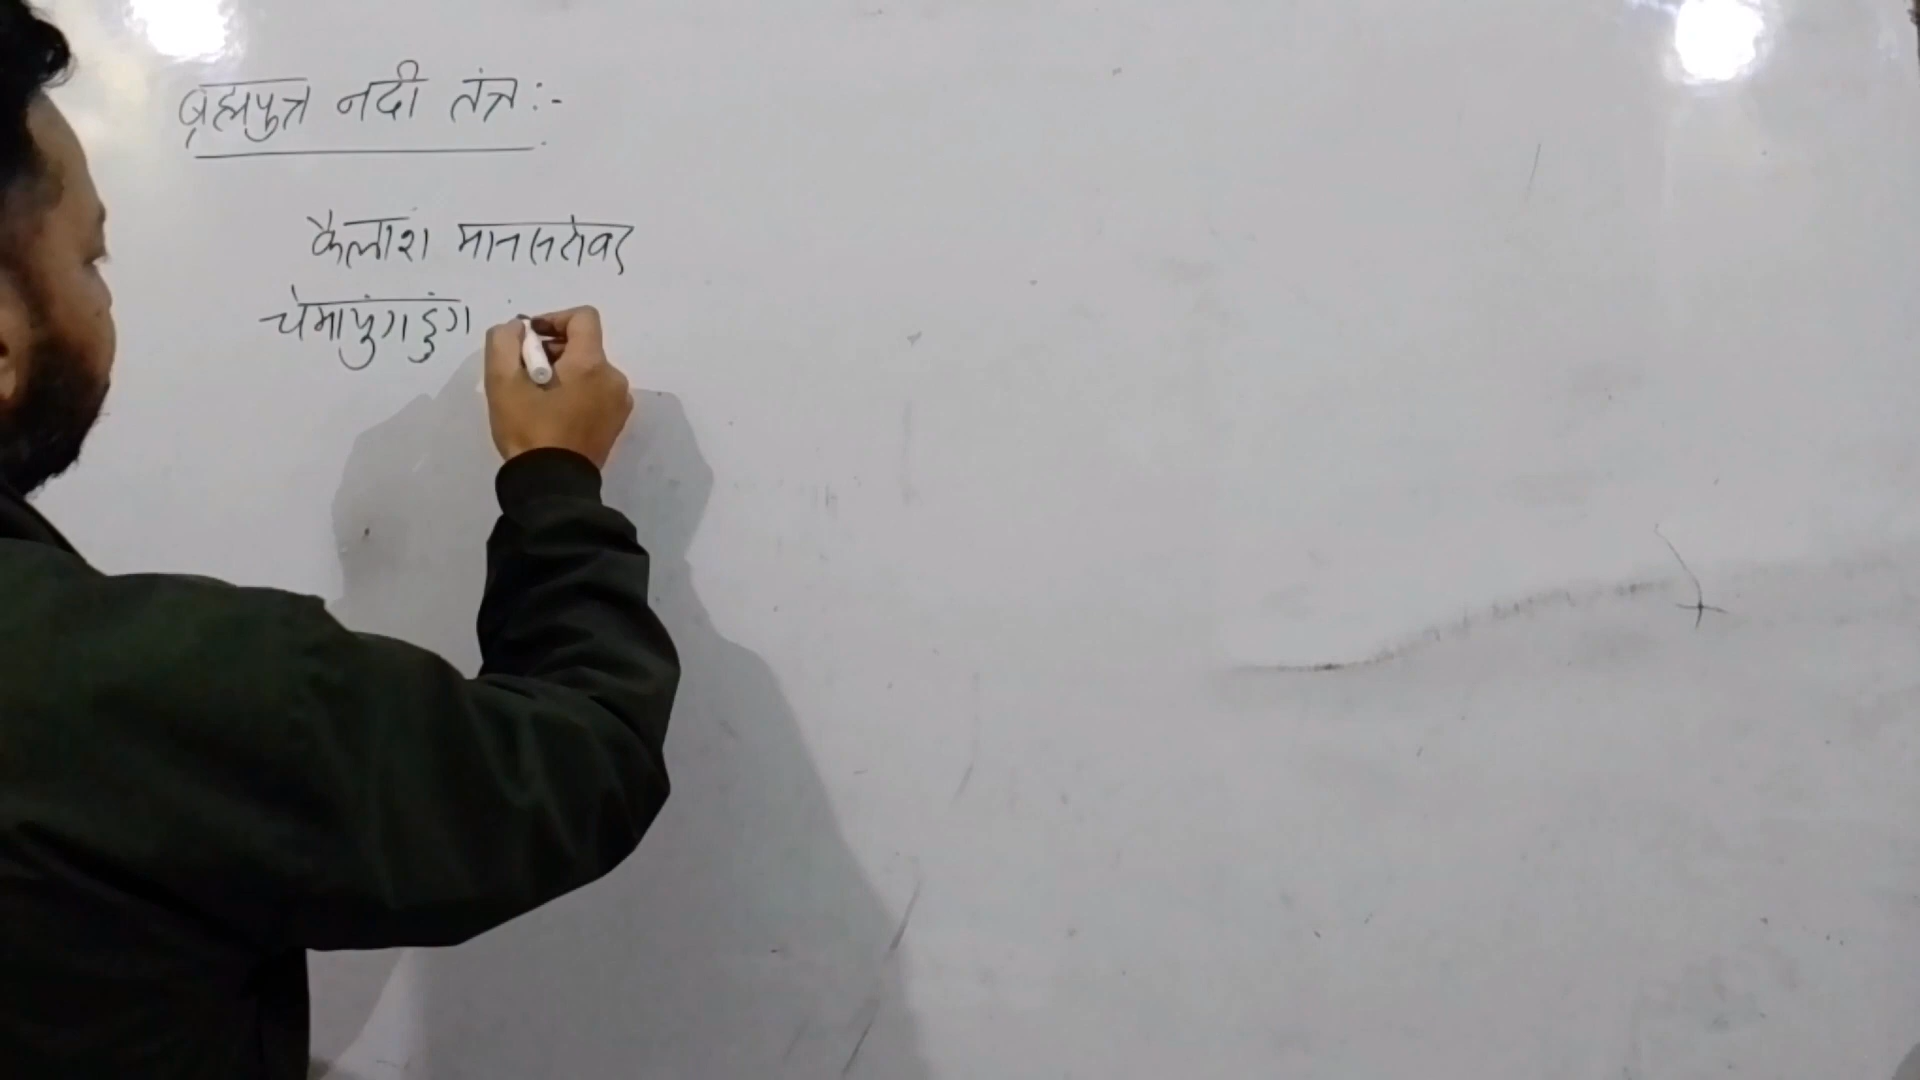 ब्रह्मपुत्र नदी तंत्र :-
कैलाश मानसरोवर
चेमायुंगडुंग